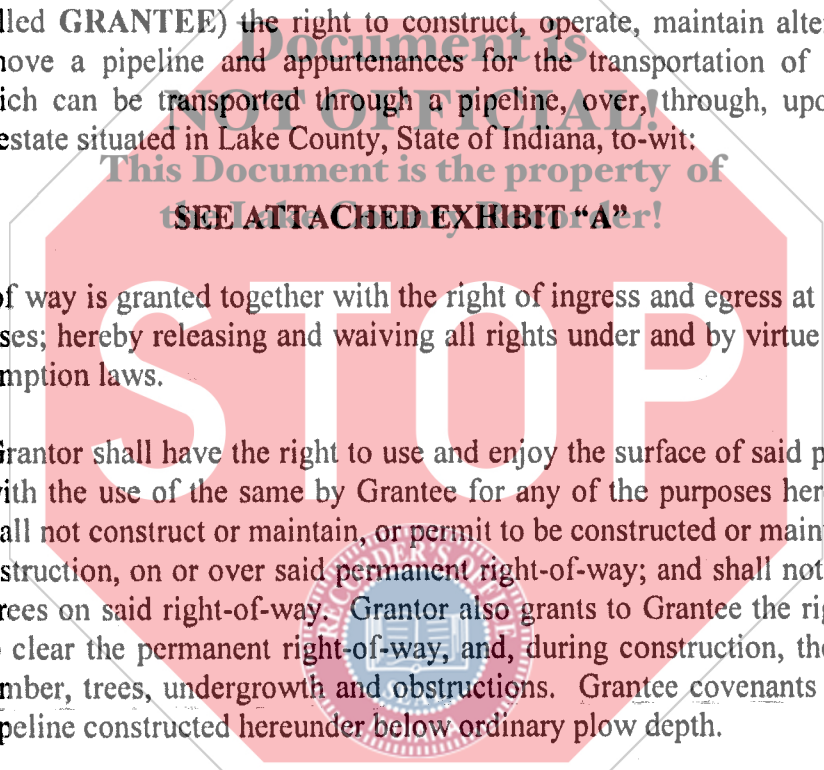 lled GRANTEE) the right to construct, operate, maintain alte
Document is
nove a pipeline and appurtenances for the transportation of
ich can be transported through a pipeline, over, through, upo
NOT OFFICIAL!
estate situated in Lake County, State of Indiana, to-wit:
This Document is the property of
SEE ATTACHED EXHIBIT “A”
the Lake County Recorder!
of way is granted together with the right of ingress and egress at
ses; hereby releasing and waiving all rights under and by virtue
mption laws.
STOP
Grantor shall have the right to use and enjoy the surface of said p
with the use of the same by Grantee for any of the purposes her
all not construct or maintain, or permit to be constructed or main
struction, on or over said permanent right-of-way; and shall not
rees on said right-of-way. Grantor also grants to Grantee the rig
clear the permanent right-of-way, and, during construction, the
mber, trees, undergrowth and obstructions. Grantee covenants
peline constructed hereunder below ordinary plow depth.
SEAL
INDIANA